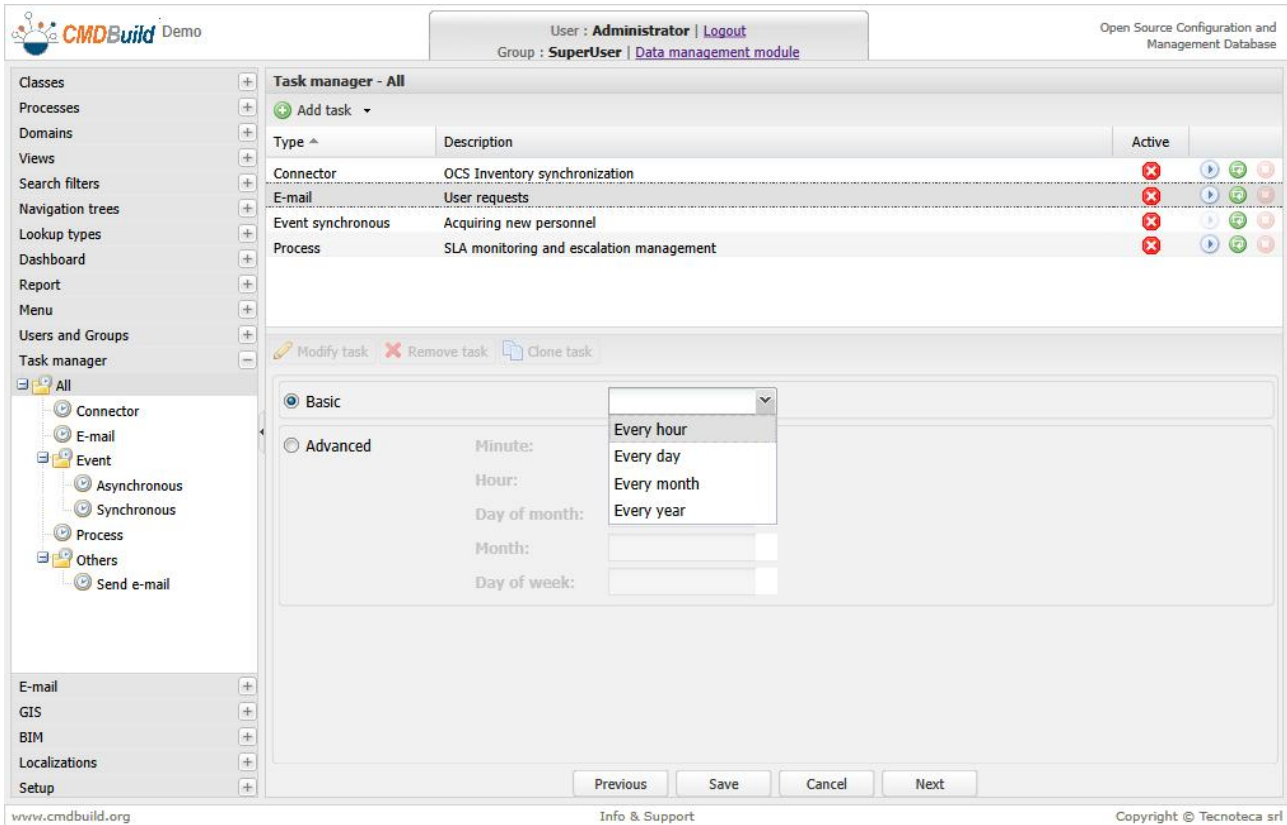 CMDBuild Demo
User : Administrator | Logout
Group : SuperUser | Data management module
Open Source Configuration and
Management Database
Classes
Processes
Domains
Views
Search filters
Navigation trees
Lookup types
Dashboard
Report
Menu
Users and Groups
Task manager
All
Connector
E-mail
Event
Asynchronous
Synchronous
Process
Others
Send e-mail
E-mail
GIS
BIM
Localizations
Setup
Task manager - All
Add task
Type Description Active
Connector OCS Inventory synchronization
E-mail User requests
Event synchronous Acquiring new personnel
Process SLA monitoring and escalation management
Modify task Remove task Clone task
Basic
Every hour
Every day
Every month
Every year
Advanced
Minute:
Hour:
Day of month:
Month:
Day of week:
Previous Save Cancel Next
www.cmdbuild.org Info & Support Copyright © Tecnoteca srl